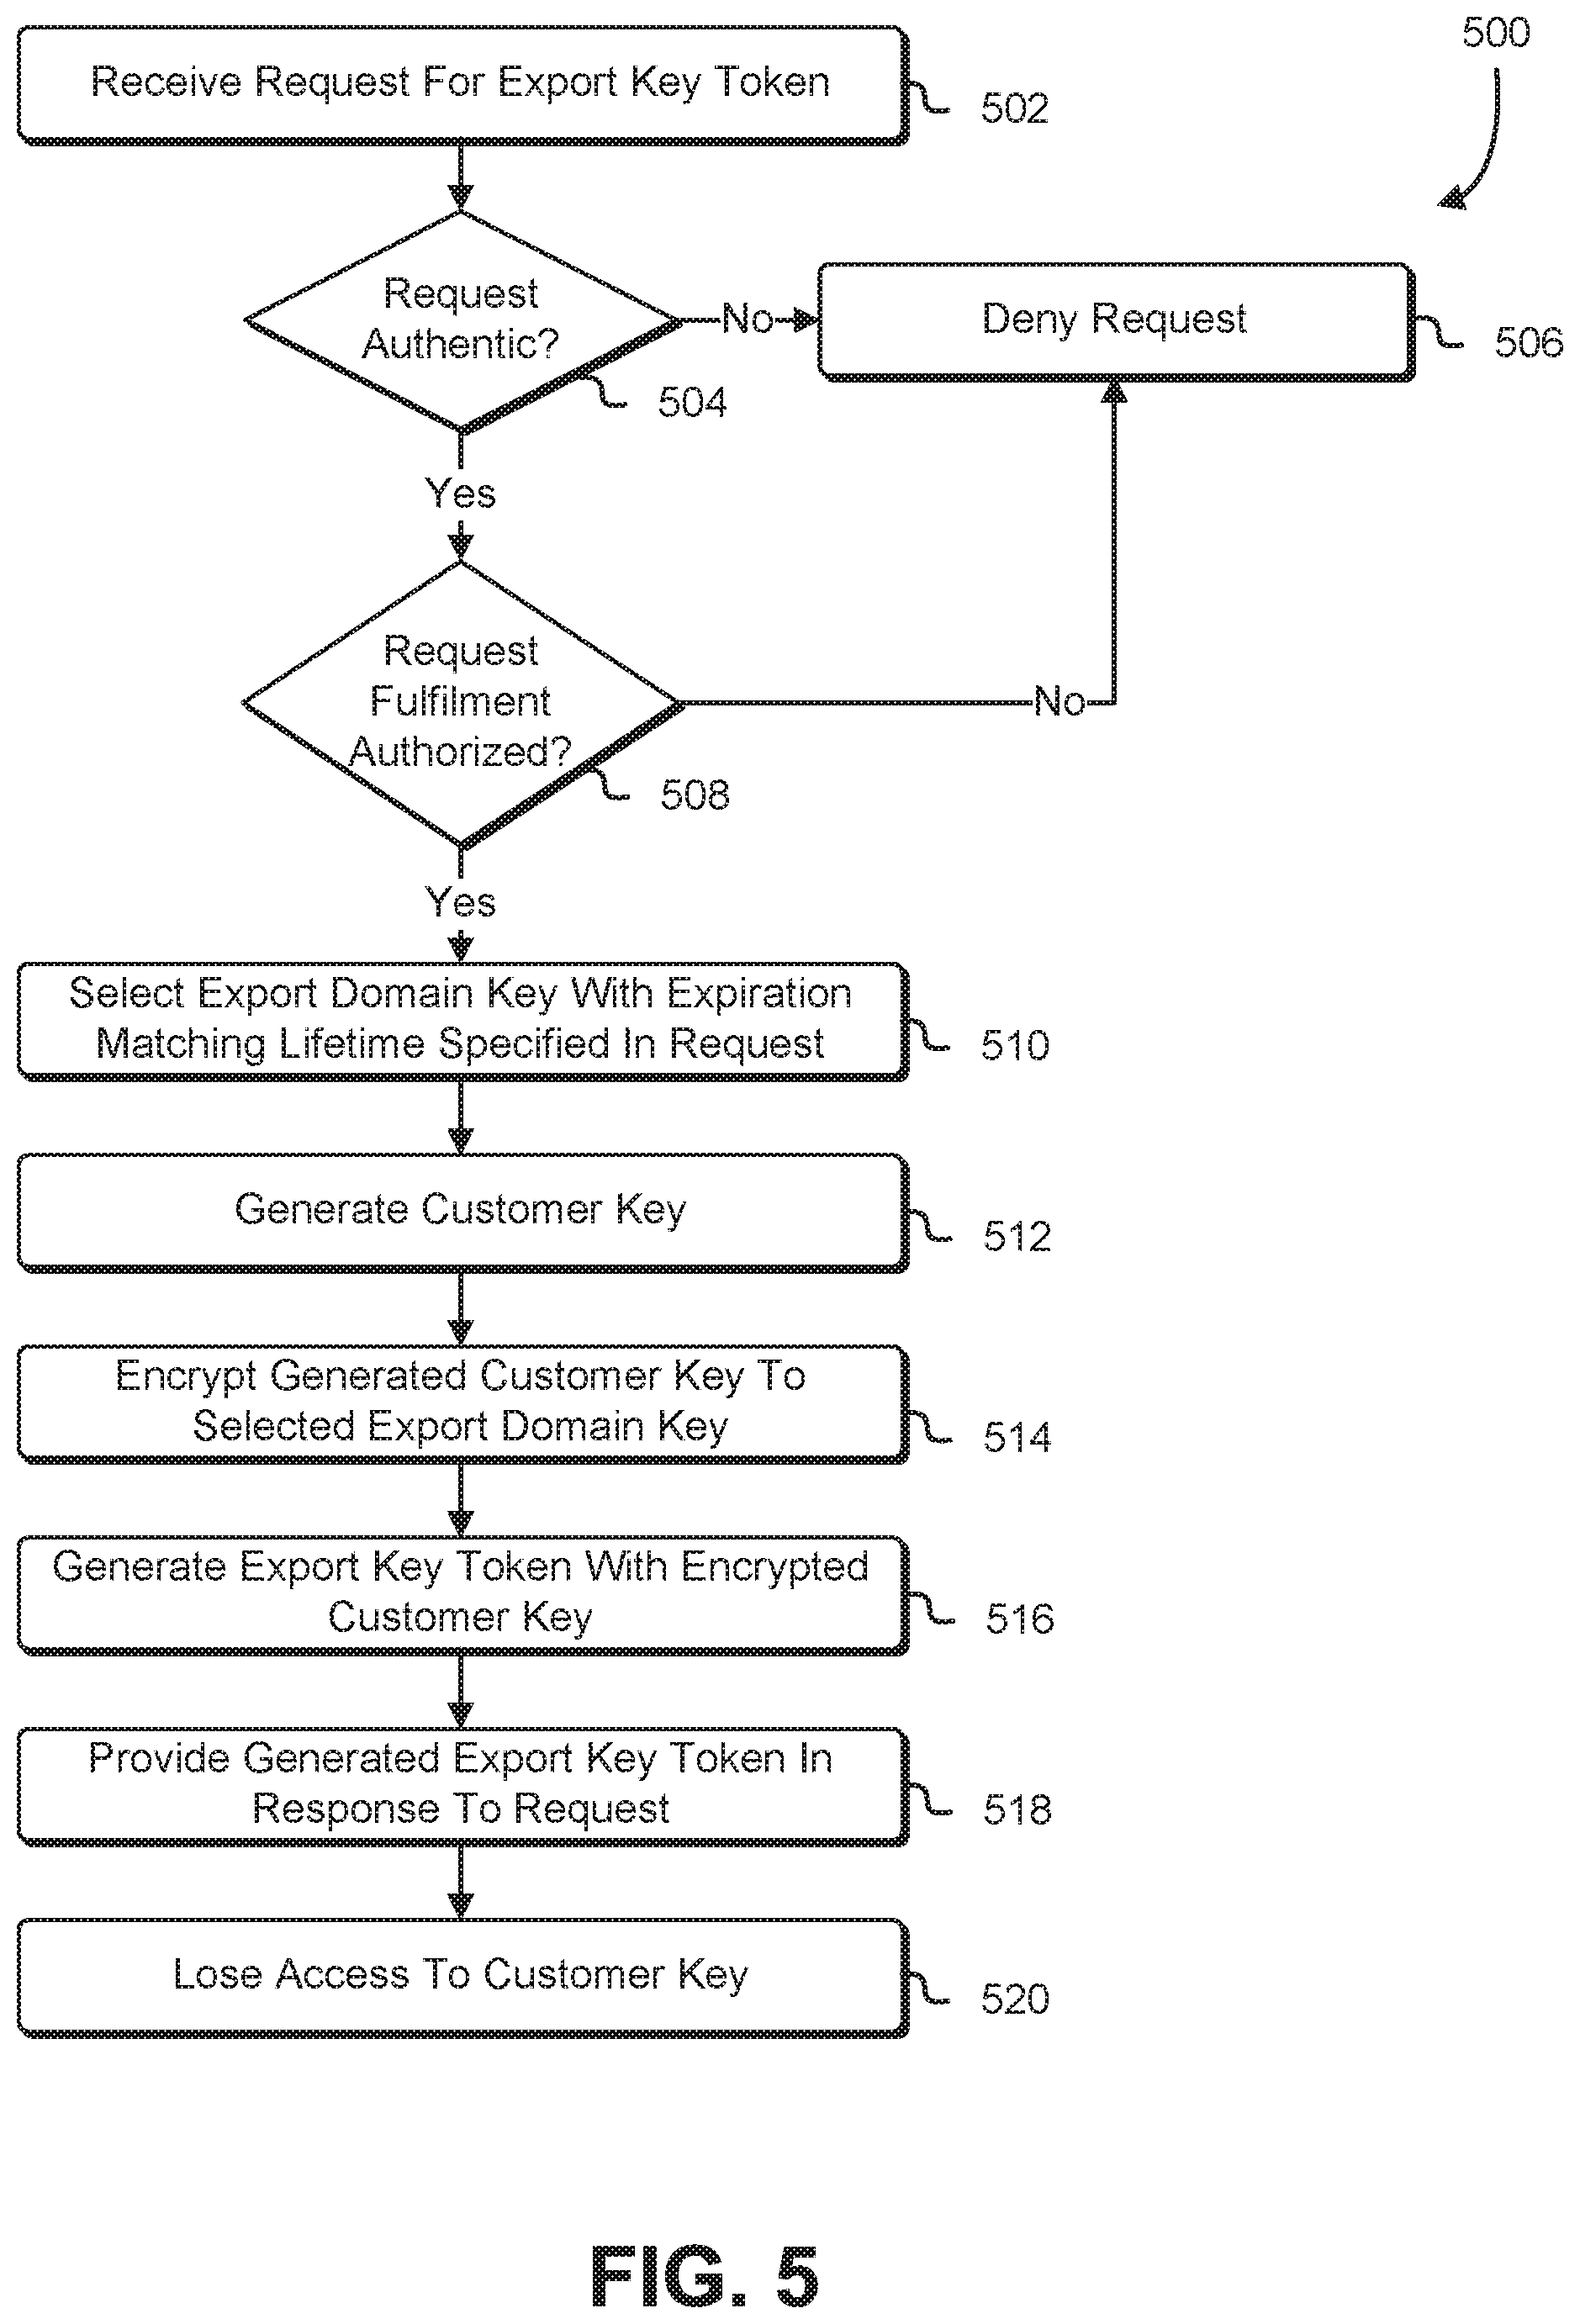 500
Receive Request For Export Key Token
502
Request
Authentic?
504
No
Deny Request
506
Yes
Request
Fulfilment
Authorized?
508
No
Yes
Select Export Domain Key With Expiration
Matching Lifetime Specified In Request
510
Generate Customer Key
512
Encrypt Generated Customer Key To
Selected Export Domain Key
514
Generate Export Key Token With Encrypted
Customer Key
516
Provide Generated Export Key Token In
Response To Request
518
Lose Access To Customer Key
520
FIG. 5